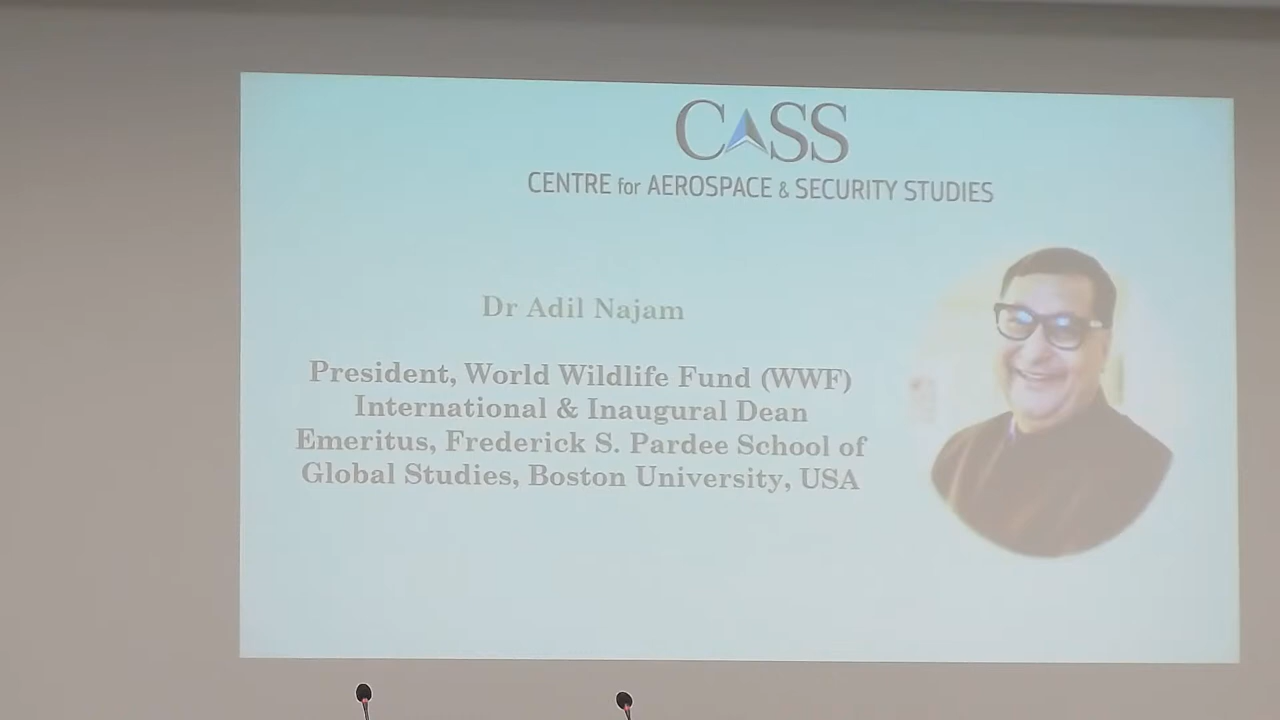 CASS
CENTRE for AEROSPACE & SECURITY STUDIES
Dr Adil Najam
President, World Wildlife Fund (WWF)
International & Inaugural Dean
Emeritus, Frederick S. Pardee School of
Global Studies, Boston University, USA